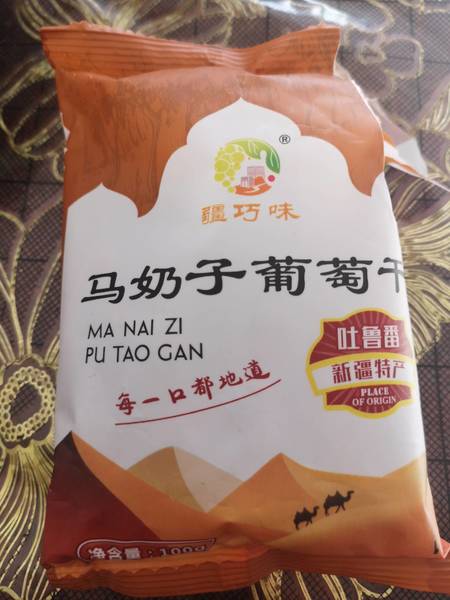 ®
疆巧味
马奶子葡萄干
MA NAI ZI
PU TAO GAN
每一口都地道
吐鲁番
新疆特产
PLACE
OF ORIGIN
净含量:100g